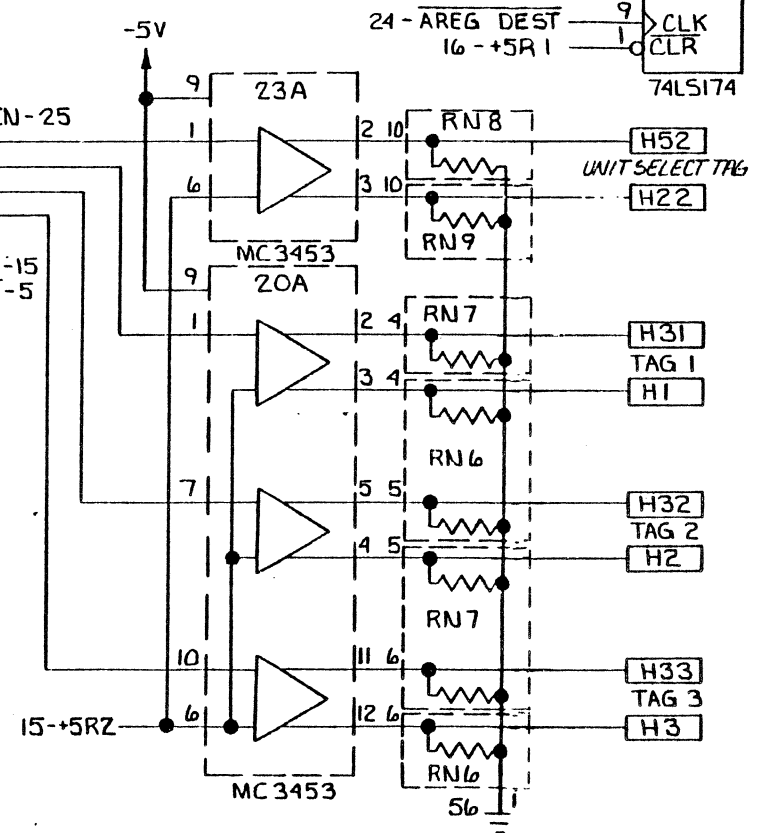 24-AREG DEST 9 CLK
16-+5R1 1 CLR
74LS174
-5V
9 23A
RN8
N-25
1 2 10 H52
UNIT SELECT TAG
6 3 10 H22
RN9
MC3453
-15
-5
9 20A
RN7
1 2 4 H31
TAG 1
3 4 H1
RN6
7 5 5 H32
TAG 2
4 5 H2
RN7
10 11 6 H33
TAG 3
15-+5R2 6 12 6 H3
RN6
MC3453
56 1